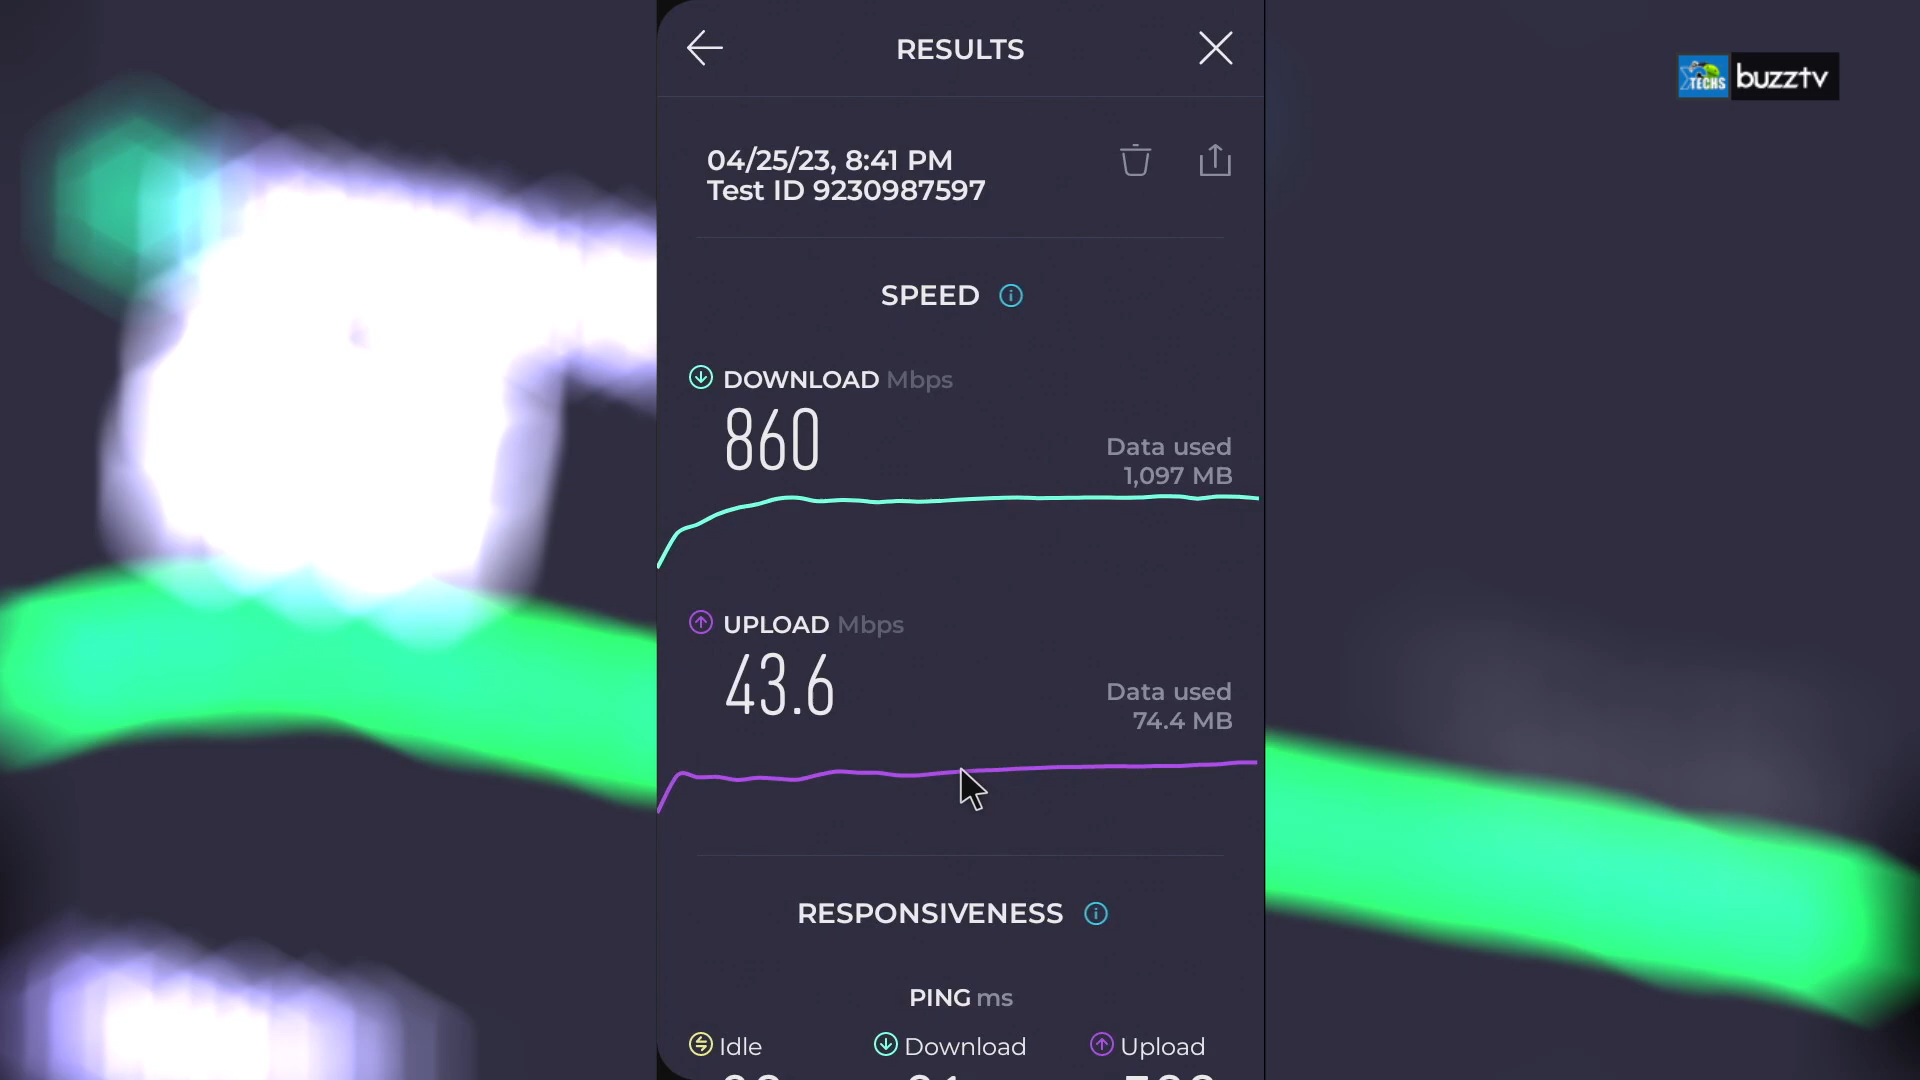 RESULTS
XTECHS buzztv
04/25/23, 8:41 PM
Test ID 9230987597
SPEED
DOWNLOAD Mbps
860
Data used
1,097 MB
UPLOAD Mbps
43.6
Data used
74.4 MB
RESPONSIVENESS
PING ms
Idle Download Upload